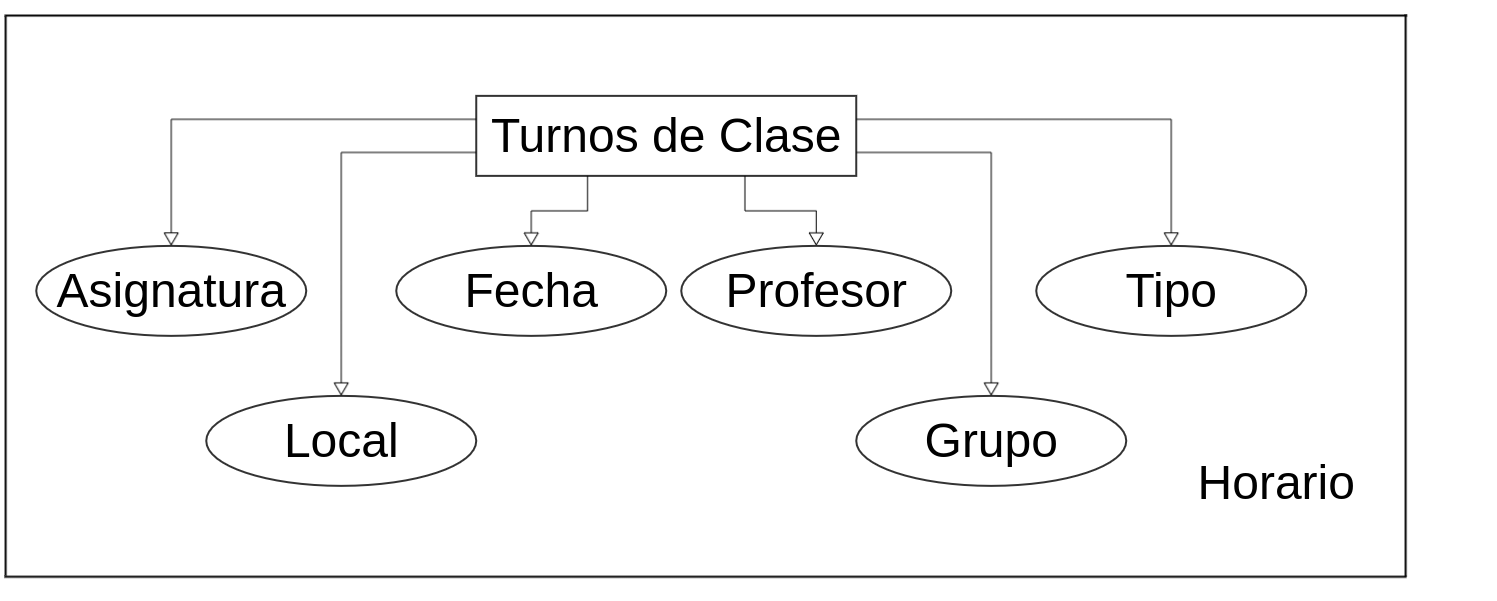 Turnos de Clase
Asignatura
Fecha
Profesor
Tipo
Local
Grupo
Horario